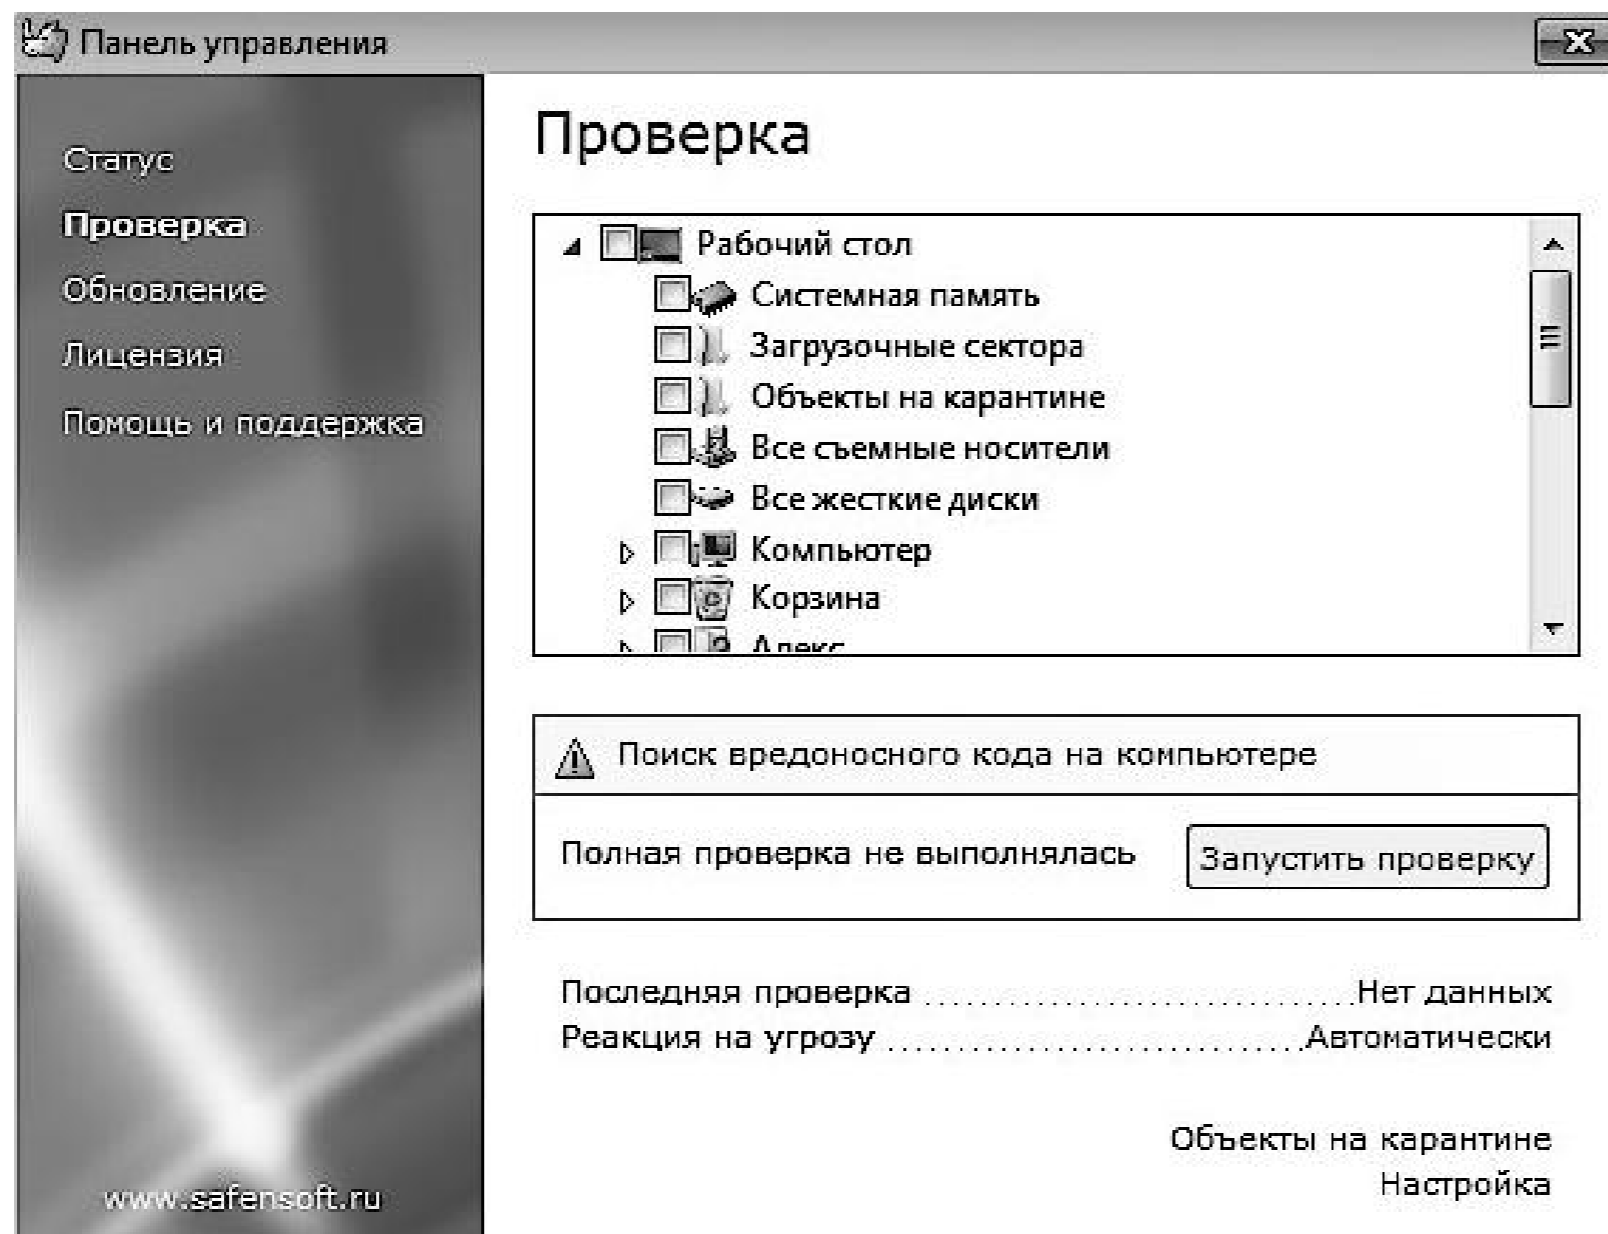 Панель управления
Статус
Проверка
Обновление
Лицензия
Помощь и поддержка
www.safensoft.ru
Проверка
Рабочий стол
Системная память
Загрузочные сектора
Объекты на карантине
Все съемные носители
Все жесткие диски
Компьютер
Корзина
Алекс
Поиск вредоносного кода на компьютере
Полная проверка не выполнялась
Запустить проверку
Последняя проверка ........................ Нет данных
Реакция на угрозу ........................ Автоматически
Объекты на карантине
Настройка